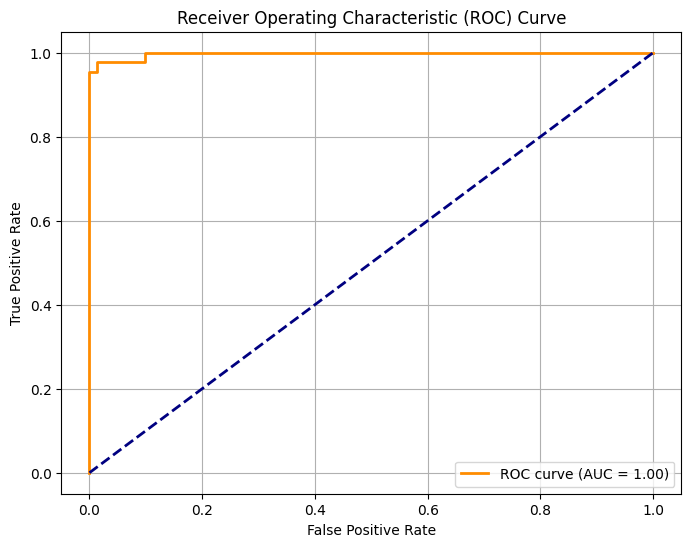 Receiver Operating Characteristic (ROC) Curve
1.0
0.8
0.6
0.4
0.2
0.0
True Positive Rate
0.0 0.2 0.4 0.6 0.8 1.0
False Positive Rate
ROC curve (AUC = 1.00)